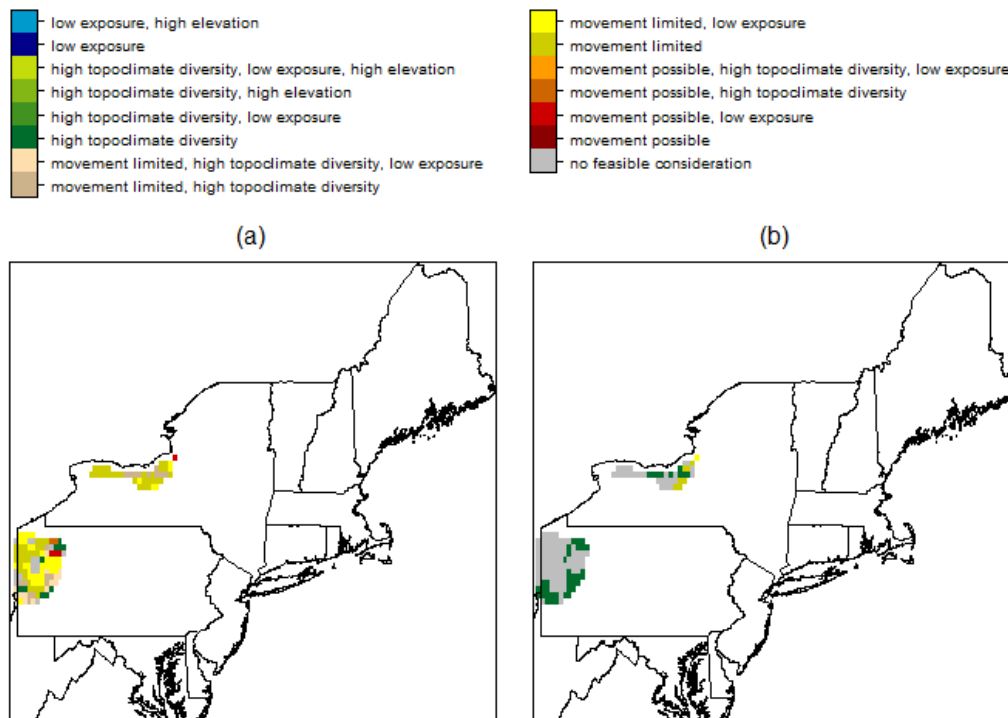 low exposure, high elevation
low exposure
high topoclimate diversity, low exposure, high elevation
high topoclimate diversity, high elevation
high topoclimate diversity, low exposure
high topoclimate diversity
movement limited, high topoclimate diversity, low exposure
movement limited, high topoclimate diversity
movement limited, low exposure
movement limited
movement possible, high topoclimate diversity, low exposure
movement possible, high topoclimate diversity
movement possible, low exposure
movement possible
no feasible consideration
(a)
(b)